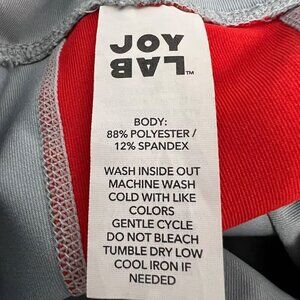 JOY
LAB™
BODY:
88% POLYESTER /
12% SPANDEX
WASH INSIDE OUT
MACHINE WASH
COLD WITH LIKE
COLORS
GENTLE CYCLE
DO NOT BLEACH
TUMBLE DRY LOW
COOL IRON IF
NEEDED